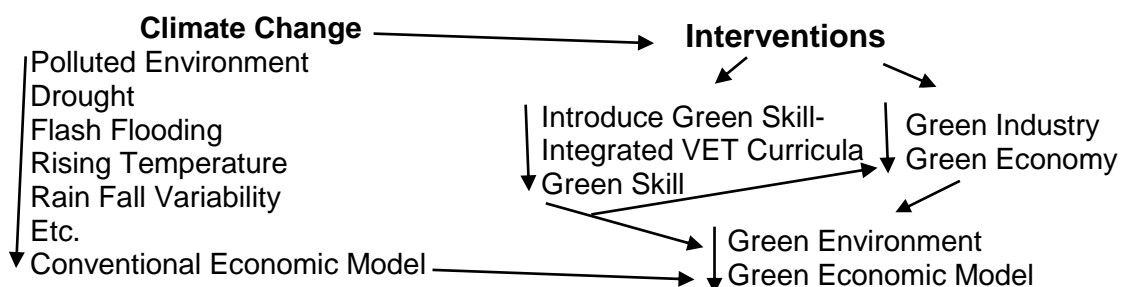 Climate Change
Polluted Environment
Drought
Flash Flooding
Rising Temperature
Rain Fall Variability
Etc.
Conventional Economic Model
Interventions
Introduce Green Skill-
Integrated VET Curricula
Green Skill
Green Industry
Green Economy
Green Environment
Green Economic Model